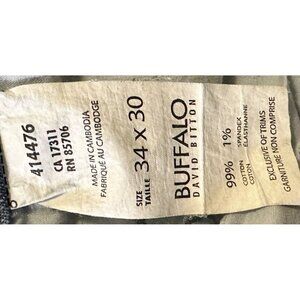 414476
CA 17311
RN 85706
MADE IN CAMBODIA
FABRIQUÉ AU CAMBODGE
SIZE
TAILLE 34 X 30
BUFFALO
DAVID BITTON
99% COTTON
COTON
1% SPANDEX
ELASTHANNE
EXCLUSIVE OF TRIMS
GARNITURE NON COMPRISE